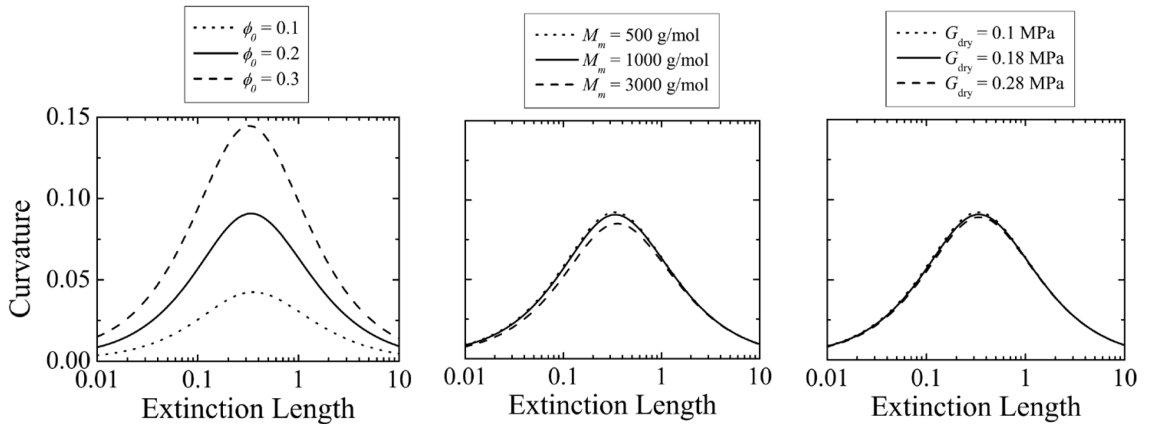 ϕ₀ = 0.1
ϕ₀ = 0.2
ϕ₀ = 0.3
Mₘ = 500 g/mol
Mₘ = 1000 g/mol
Mₘ = 3000 g/mol
G_dry = 0.1 MPa
G_dry = 0.18 MPa
G_dry = 0.28 MPa
Curvature
0.15
0.10
0.05
0.00
0.01 0.1 1 10
Extinction Length
0.01 0.1 1 10
Extinction Length
0.01 0.1 1 10
Extinction Length